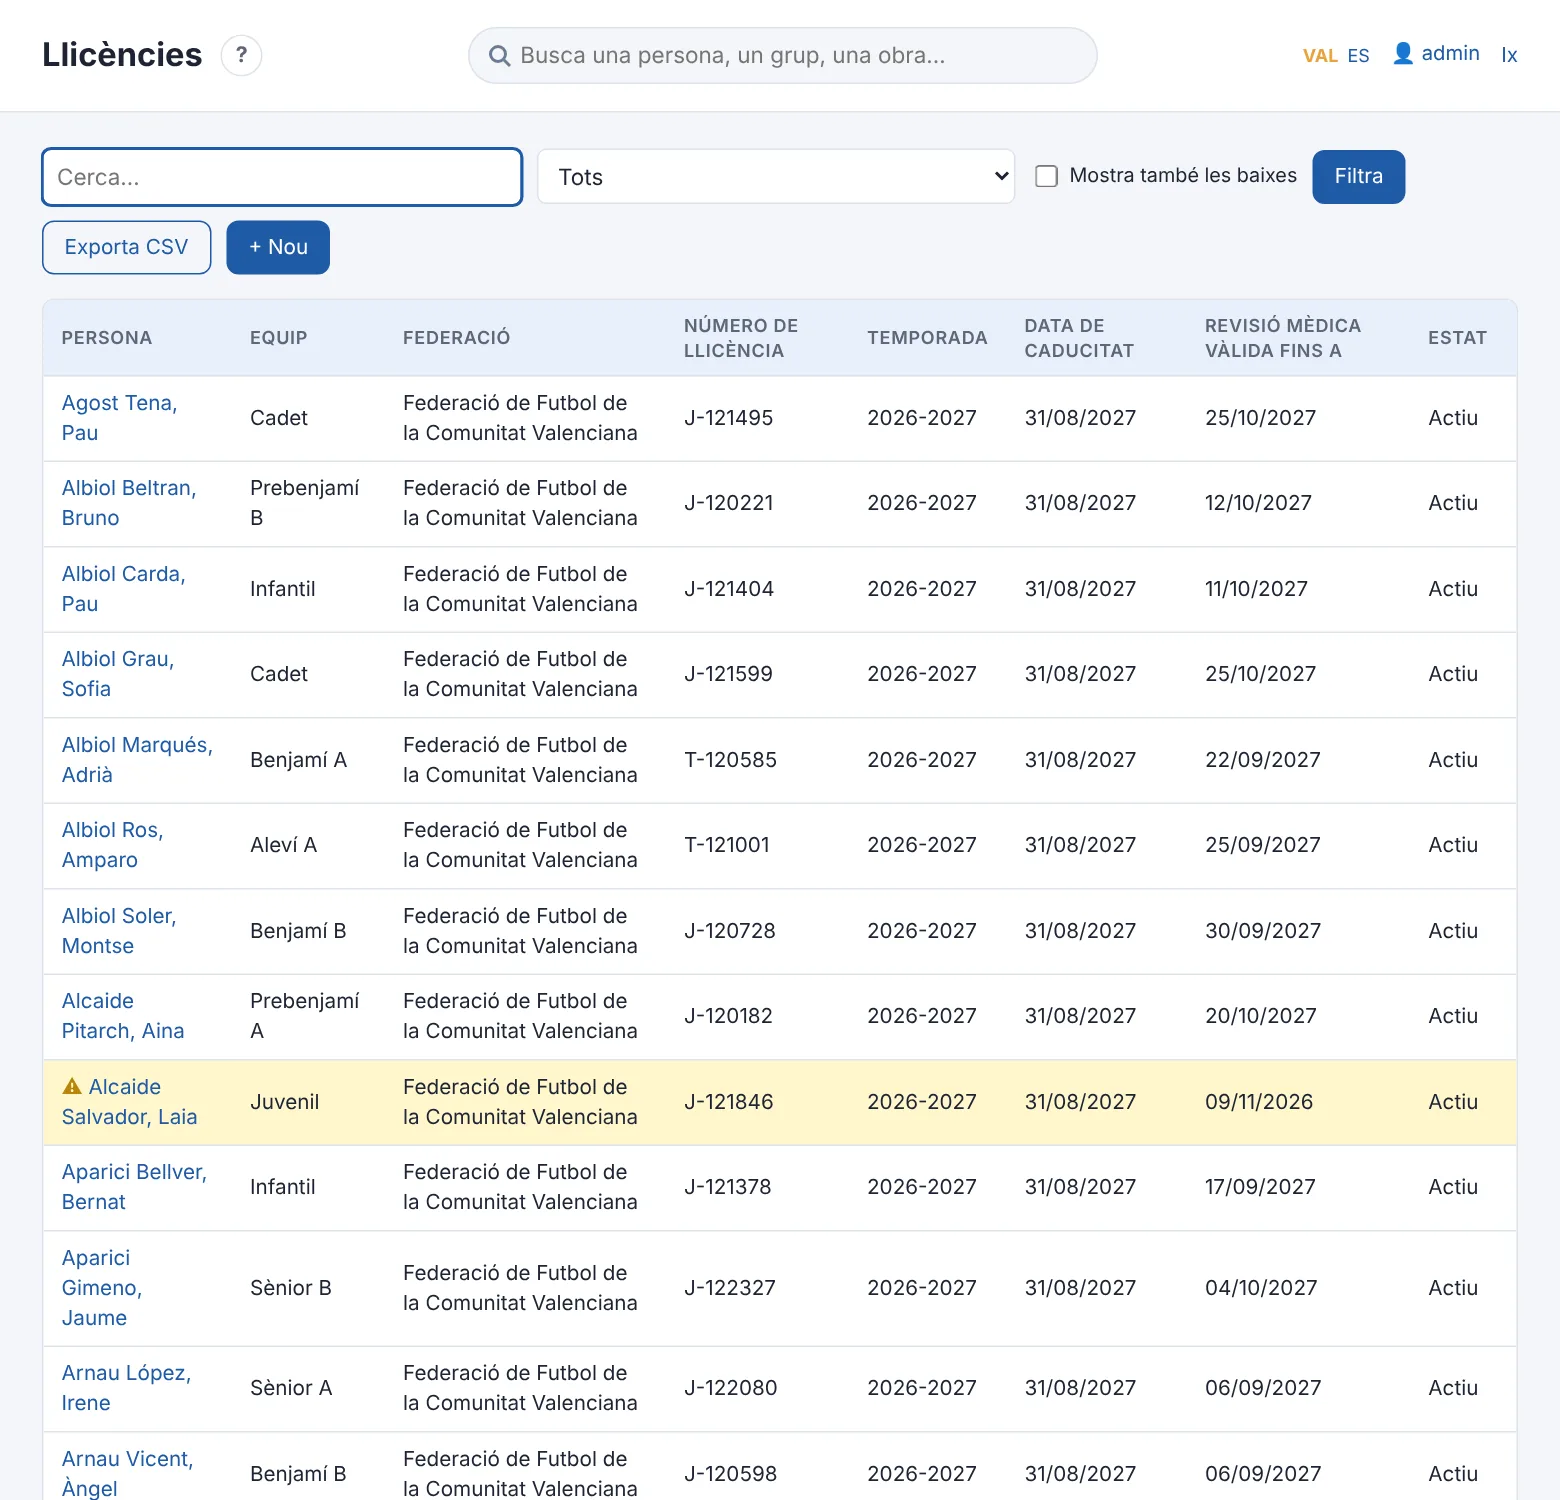 Llicències ?
Busca una persona, un grup, una obra...
VAL ES admin Ix
Cerca...
Tots
Mostra també les baixes
Filtra
Exporta CSV
+ Nou
PERSONA EQUIP FEDERACIÓ NÚMERO DE LLICÈNCIA TEMPORADA DATA DE CADUCITAT REVISIÓ MÈDICA VÀLIDA FINS A ESTAT
Agost Tena, Pau Cadet Federació de Futbol de la Comunitat Valenciana J-121495 2026-2027 31/08/2027 25/10/2027 Actiu
Albiol Beltran, Bruno Prebenjamí B Federació de Futbol de la Comunitat Valenciana J-120221 2026-2027 31/08/2027 12/10/2027 Actiu
Albiol Carda, Pau Infantil Federació de Futbol de la Comunitat Valenciana J-121404 2026-2027 31/08/2027 11/10/2027 Actiu
Albiol Grau, Sofia Cadet Federació de Futbol de la Comunitat Valenciana J-121599 2026-2027 31/08/2027 25/10/2027 Actiu
Albiol Marqués, Adrià Benjamí A Federació de Futbol de la Comunitat Valenciana T-120585 2026-2027 31/08/2027 22/09/2027 Actiu
Albiol Ros, Amparo Aleví A Federació de Futbol de la Comunitat Valenciana T-121001 2026-2027 31/08/2027 25/09/2027 Actiu
Albiol Soler, Montse Benjamí B Federació de Futbol de la Comunitat Valenciana J-120728 2026-2027 31/08/2027 30/09/2027 Actiu
Alcaide Pitarch, Aina Prebenjamí A Federació de Futbol de la Comunitat Valenciana J-120182 2026-2027 31/08/2027 20/10/2027 Actiu
Alcaide Salvador, Laia Juvenil Federació de Futbol de la Comunitat Valenciana J-121846 2026-2027 31/08/2027 09/11/2026 Actiu
Aparici Bellver, Bernat Infantil Federació de Futbol de la Comunitat Valenciana J-121378 2026-2027 31/08/2027 17/09/2027 Actiu
Aparici Gimeno, Jaume Sènior B Federació de Futbol de la Comunitat Valenciana J-122327 2026-2027 31/08/2027 04/10/2027 Actiu
Arnau López, Irene Sènior A Federació de Futbol de la Comunitat Valenciana J-122080 2026-2027 31/08/2027 06/09/2027 Actiu
Arnau Vicent, Àngel Benjamí B Federació de Futbol de la Comunitat Valenciana J-120598 2026-2027 31/08/2027 06/09/2027 Actiu